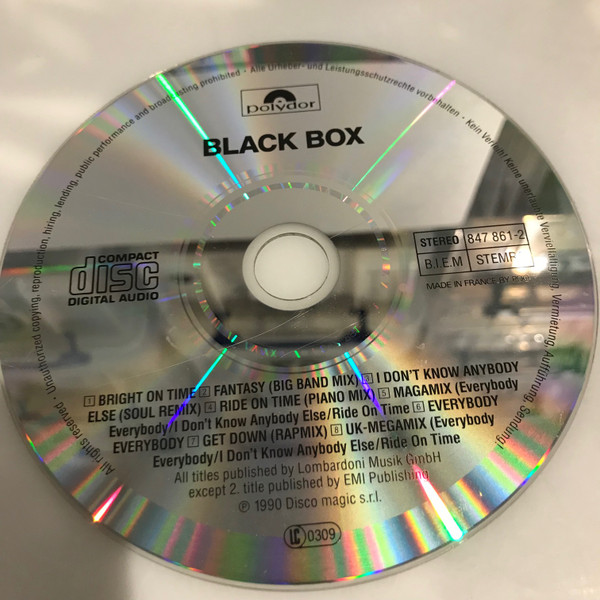 All rights reserved · Unauthorized copying, reproduction, hiring, lending, public performance and broadcasting prohibited · Alle Urheber- und Leistungsschutzrechte vorbehalten · Kein Verleih! Keine unerlaubte Vervielfältigung, Vermietung, Aufführung, Sendung!
polydor
BLACK BOX
STEREO 847 861-2
B.I.E.M STEMRA
MADE IN FRANCE BY
COMPACT
disc
DIGITAL AUDIO
1 BRIGHT ON TIME 2 FANTASY (BIG BAND MIX) 3 I DON'T KNOW ANYBODY
ELSE (SOUL REMIX) 4 RIDE ON TIME (PIANO MIX) 5 MAGAMIX (Everybody
Everybody/I Don't Know Anybody Else/Ride On Time 6 EVERYBODY
EVERYBODY 7 GET DOWN (RAPMIX) 8 UK-MEGAMIX (Everybody
Everybody/I Don't Know Anybody Else/Ride On Time
All titles published by Lombardoni Musik GmbH
except 2. title published by EMI Publishing
℗ 1990 Disco magic s.r.l.
LC 0309